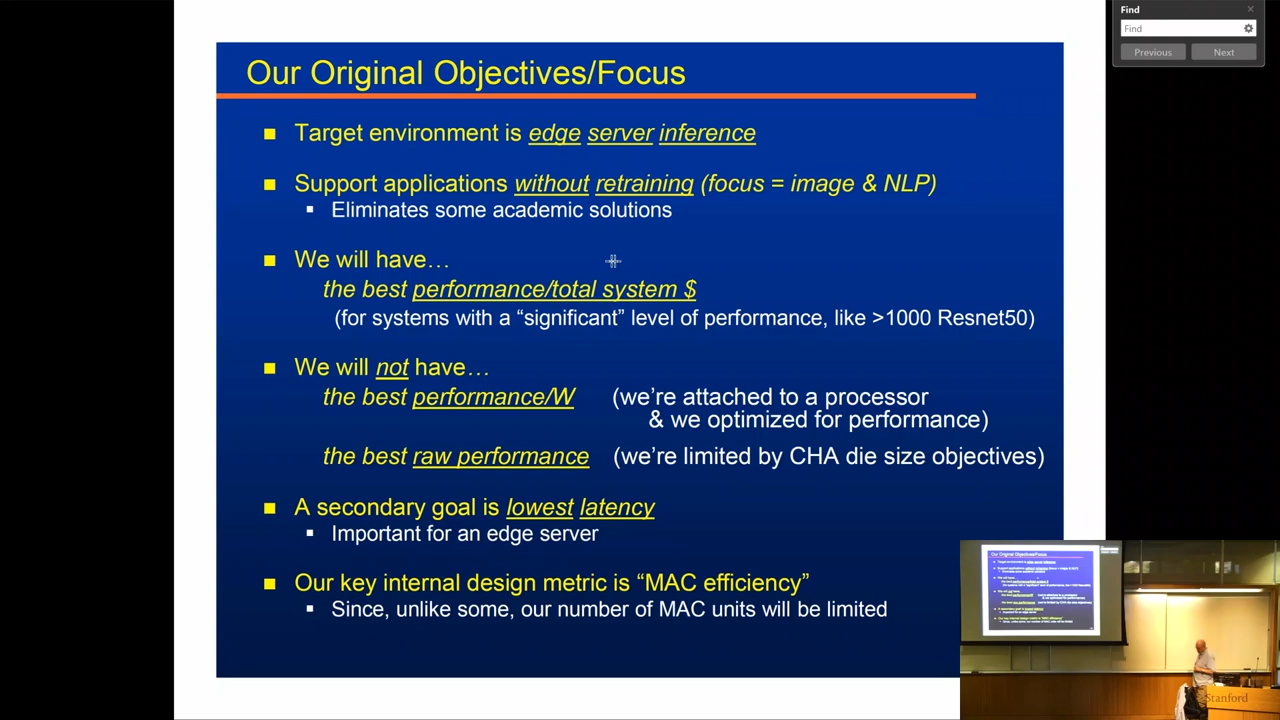 Find
Find
Previous
Next
Our Original Objectives/Focus
Target environment is edge server inference
Support applications without retraining (focus = image & NLP)
Eliminates some academic solutions
We will have…
the best performance/total system $
(for systems with a “significant” level of performance, like >1000 Resnet50)
We will not have…
the best performance/W (we’re attached to a processor
& we optimized for performance)
the best raw performance (we’re limited by CHA die size objectives)
A secondary goal is lowest latency
Important for an edge server
Our key internal design metric is “MAC efficiency”
Since, unlike some, our number of MAC units will be limited
Our Original Objectives/Focus
Stanford